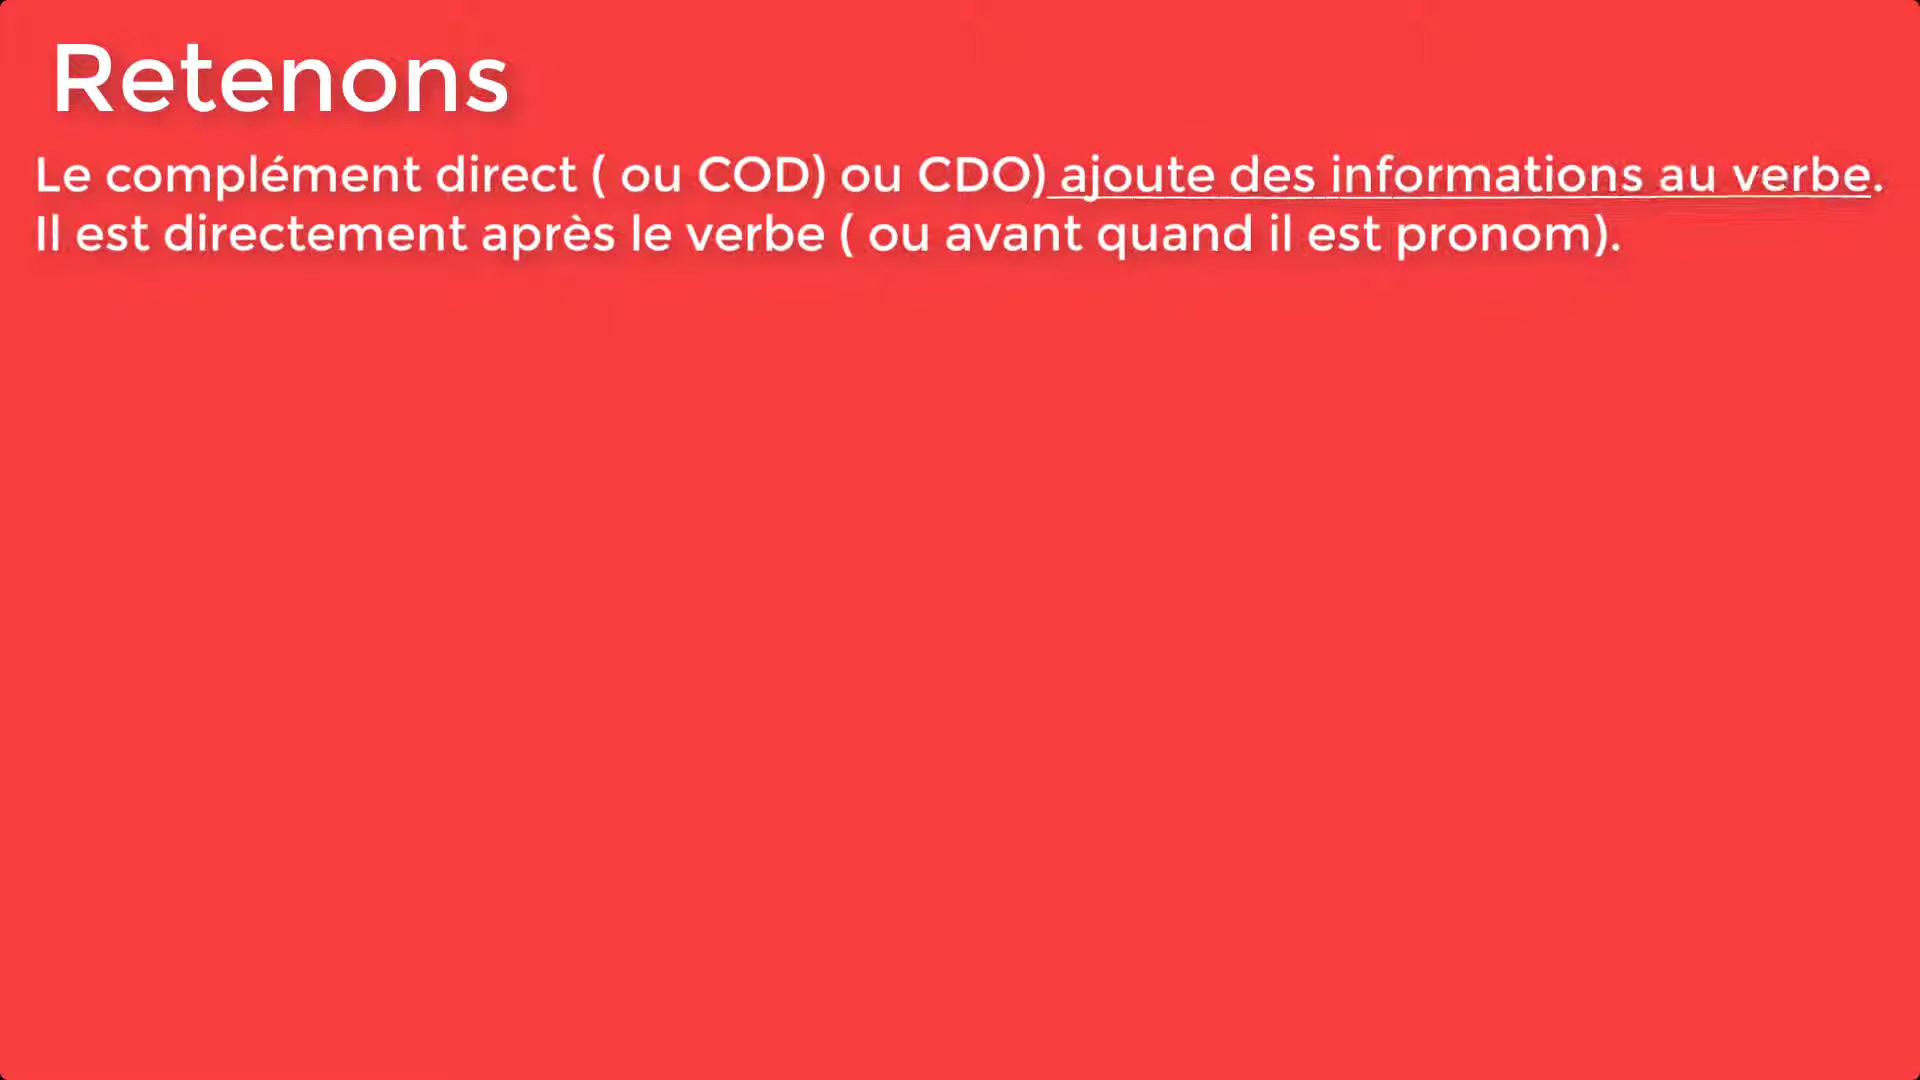 Retenons
Le complément direct ( ou COD) ou CDO) ajoute des informations au verbe.
Il est directement après le verbe ( ou avant quand il est pronom).